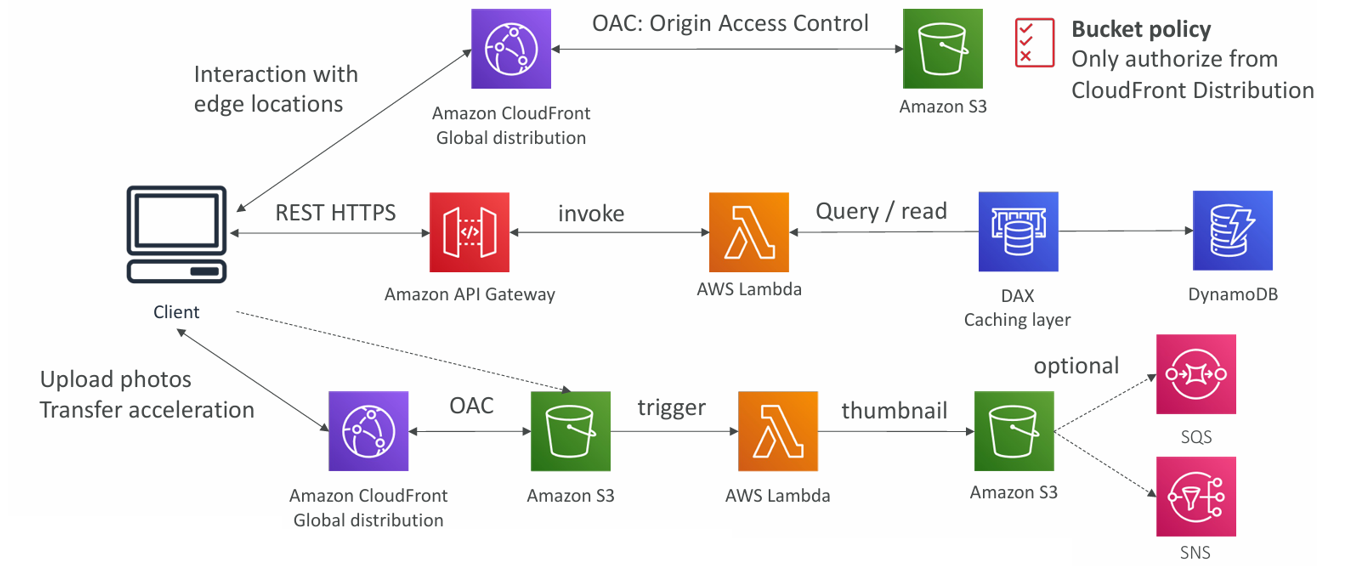 OAC: Origin Access Control
Bucket policy
Only authorize from
CloudFront Distribution
Interaction with
edge locations
Amazon CloudFront
Global distribution
Amazon S3
REST HTTPS
invoke
Query / read
Client
Amazon API Gateway
AWS Lambda
DAX
Caching layer
DynamoDB
Upload photos
Transfer acceleration
OAC
trigger
thumbnail
optional
Amazon CloudFront
Global distribution
Amazon S3
AWS Lambda
Amazon S3
SQS
SNS